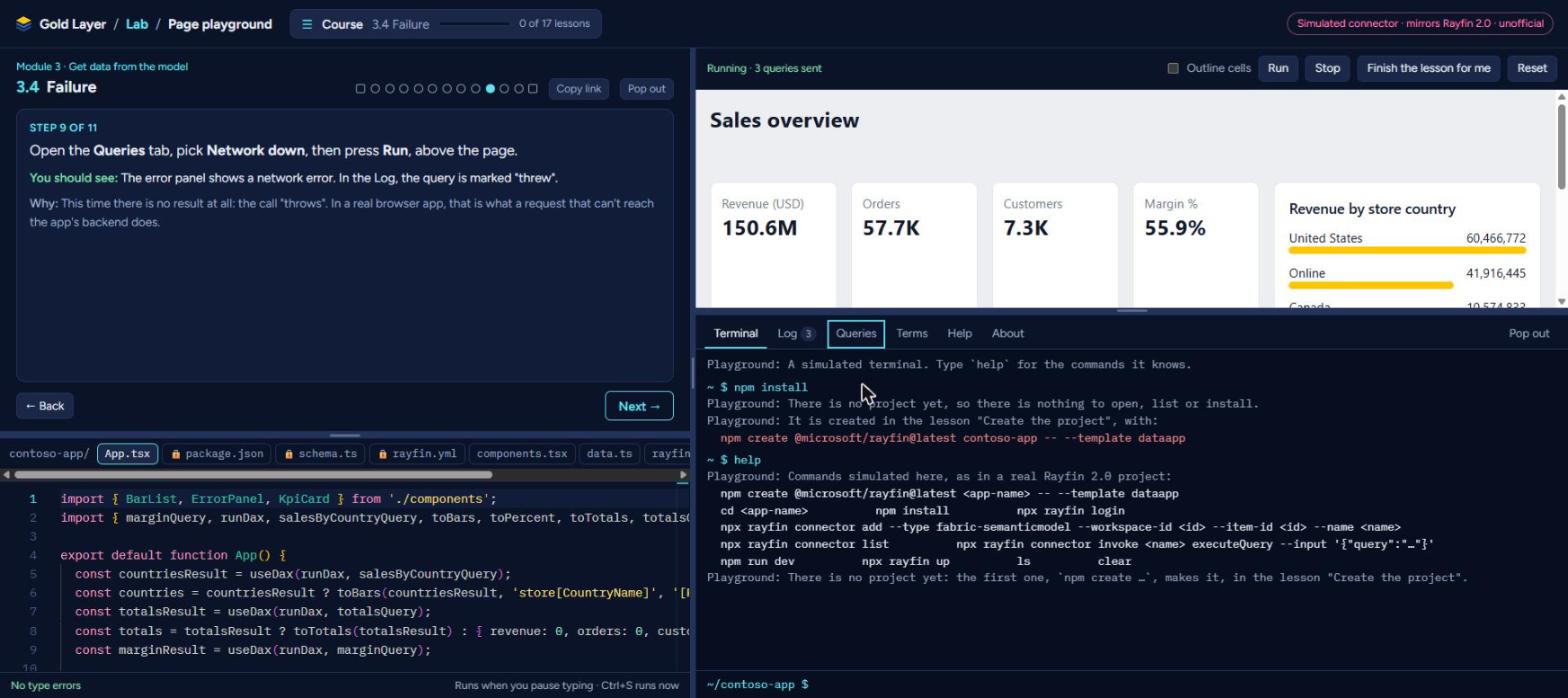 Gold Layer / Lab / Page playground
☰ Course 3.4 Failure 0 of 17 lessons
Simulated connector · mirrors Rayfin 2.0 · unofficial
Module 3 · Get data from the model
3.4 Failure
Copy link
Pop out
STEP 9 OF 11
Open the Queries tab, pick Network down, then press Run, above the page.
You should see: The error panel shows a network error. In the Log, the query is marked "threw".
Why: This time there is no result at all: the call "throws". In a real browser app, that is what a request that can't reach
the app's backend does.
← Back
Next →
contoso-app/ App.tsx package.json schema.ts rayfin.yml components.tsx data.ts rayfin
1 import { BarList, ErrorPanel, KpiCard } from './components';
2 import { marginQuery, runDax, salesByCountryQuery, toBars, toPercent, toTotals, totalsQ
3
4 export default function App() {
5 const countriesResult = useDax(runDax, salesByCountryQuery);
6 const countries = countriesResult ? toBars(countriesResult, 'store[CountryName]', '[
7 const totalsResult = useDax(runDax, totalsQuery);
8 const totals = totalsResult ? toTotals(totalsResult) : { revenue: 0, orders: 0, custo
9 const marginResult = useDax(runDax, marginQuery);
10
No type errors
Runs when you pause typing · Ctrl+S runs now
Running · 3 queries sent
Outline cells
Run
Stop
Finish the lesson for me
Reset
Sales overview
Revenue (USD)
150.6M
Orders
57.7K
Customers
7.3K
Margin %
55.9%
Revenue by store country
United States 60,466,772
Online 41,916,445
Canada 19,574,833
Terminal Log 3 Queries Terms Help About
Pop out
Playground: A simulated terminal. Type `help` for the commands it knows.
~ $ npm install
Playground: There is no project yet, so there is nothing to open, list or install.
Playground: It is created in the lesson "Create the project", with:
npm create @microsoft/rayfin@latest contoso-app -- --template dataapp
~ $ help
Playground: Commands simulated here, as in a real Rayfin 2.0 project:
npm create @microsoft/rayfin@latest <app-name> -- --template dataapp
cd <app-name> npm install npx rayfin login
npx rayfin connector add --type fabric-semanticmodel --workspace-id <id> --item-id <id> --name <name>
npx rayfin connector list npx rayfin connector invoke <name> executeQuery --input '{"query":"…"}'
npm run dev npx rayfin up ls clear
Playground: There is no project yet: the first one, `npm create …`, makes it, in the lesson "Create the project".
~/contoso-app $